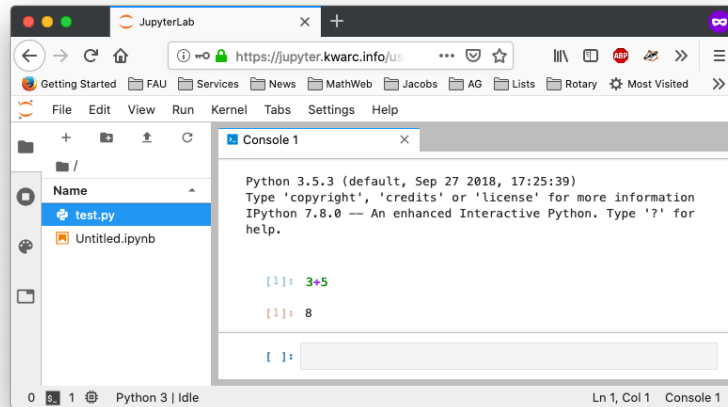 JupyterLab
https://jupyter.kwarc.info/us
ABP
Getting Started FAU Services News MathWeb Jacobs AG Lists Rotary Most Visited
File Edit View Run Kernel Tabs Settings Help
Console 1
/
Name
test.py
Untitled.ipynb
Python 3.5.3 (default, Sep 27 2018, 17:25:39)
Type 'copyright', 'credits' or 'license' for more information
IPython 7.8.0 -- An enhanced Interactive Python. Type '?' for
help.
[1]: 3+5
[1]: 8
[ ]:
0 $_ 1 Python 3 | Idle Ln 1, Col 1 Console 1